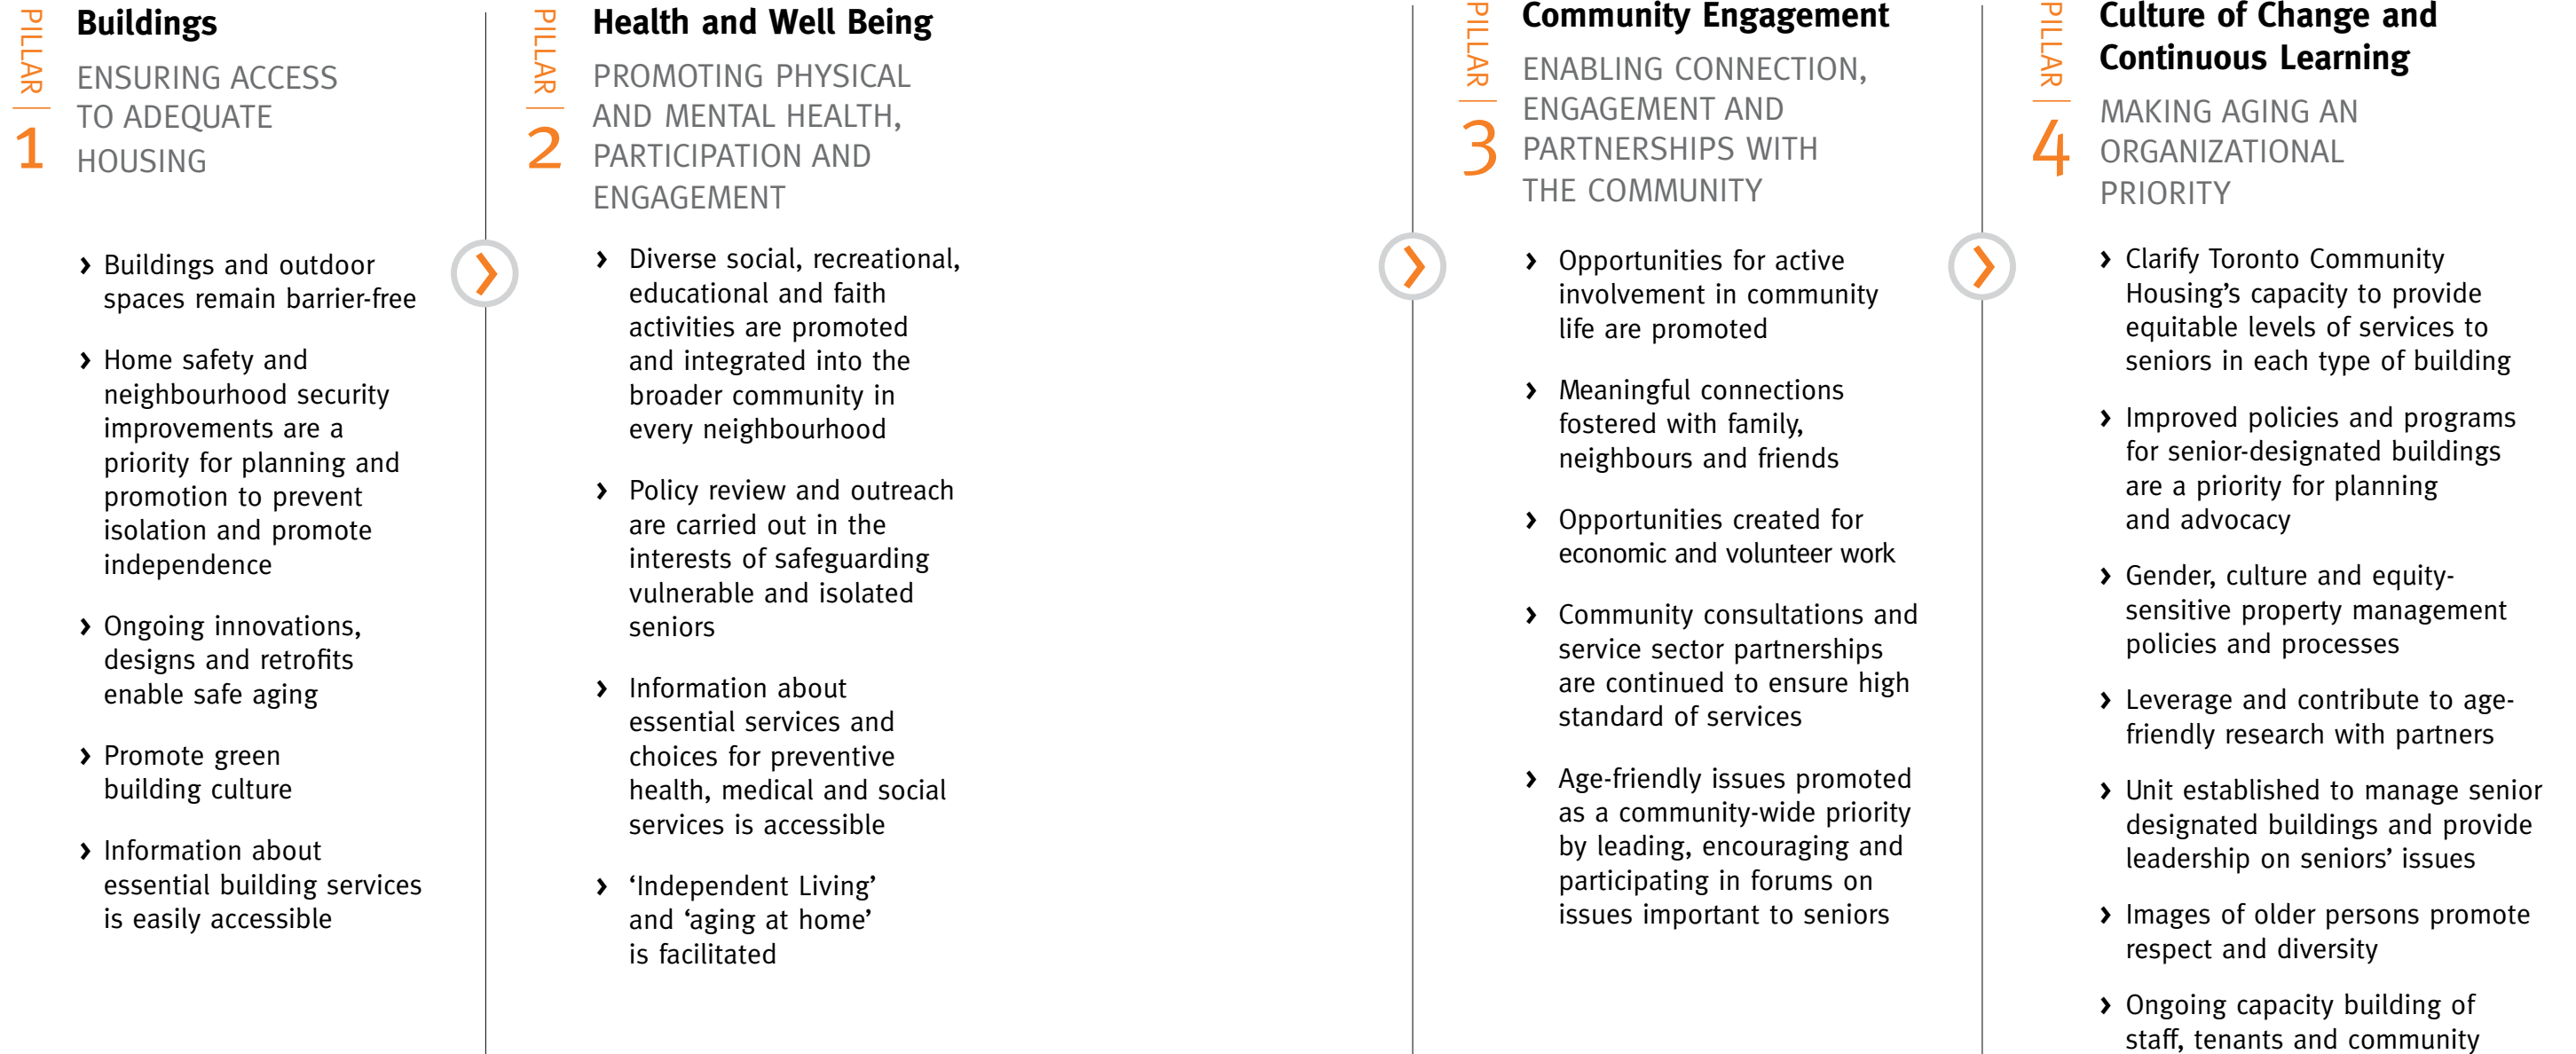 PILLAR
1
Buildings
ENSURING ACCESS
TO ADEQUATE
HOUSING
› Buildings and outdoor
spaces remain barrier-free
› Home safety and
neighbourhood security
improvements are a
priority for planning and
promotion to prevent
isolation and promote
independence
› Ongoing innovations,
designs and retrofits
enable safe aging
› Promote green
building culture
› Information about
essential building services
is easily accessible
PILLAR
2
Health and Well Being
PROMOTING PHYSICAL
AND MENTAL HEALTH,
PARTICIPATION AND
ENGAGEMENT
› Diverse social, recreational,
educational and faith
activities are promoted
and integrated into the
broader community in
every neighbourhood
› Policy review and outreach
are carried out in the
interests of safeguarding
vulnerable and isolated
seniors
› Information about
essential services and
choices for preventive
health, medical and social
services is accessible
› ‘Independent Living’
and ‘aging at home’
is facilitated
PILLAR
3
Community Engagement
ENABLING CONNECTION,
ENGAGEMENT AND
PARTNERSHIPS WITH
THE COMMUNITY
› Opportunities for active
involvement in community
life are promoted
› Meaningful connections
fostered with family,
neighbours and friends
› Opportunities created for
economic and volunteer work
› Community consultations and
service sector partnerships
are continued to ensure high
standard of services
› Age-friendly issues promoted
as a community-wide priority
by leading, encouraging and
participating in forums on
issues important to seniors
PILLAR
4
Culture of Change and
Continuous Learning
MAKING AGING AN
ORGANIZATIONAL
PRIORITY
› Clarify Toronto Community
Housing’s capacity to provide
equitable levels of services to
seniors in each type of building
› Improved policies and programs
for senior-designated buildings
are a priority for planning
and advocacy
› Gender, culture and equity-
sensitive property management
policies and processes
› Leverage and contribute to age-
friendly research with partners
› Unit established to manage senior
designated buildings and provide
leadership on seniors’ issues
› Images of older persons promote
respect and diversity
› Ongoing capacity building of
staff, tenants and community